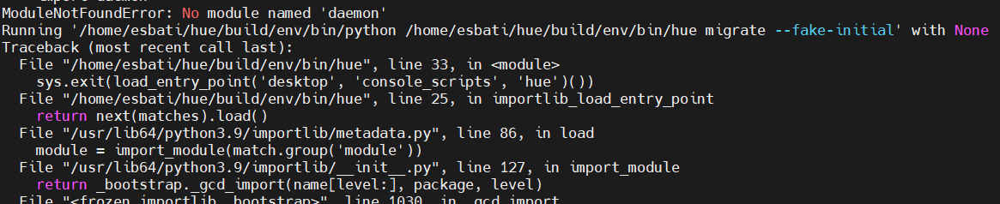 import daemon
ModuleNotFoundError: No module named 'daemon'
Running '/home/esbati/hue/build/env/bin/python /home/esbati/hue/build/env/bin/hue migrate --fake-initial' with None
Traceback (most recent call last):
  File "/home/esbati/hue/build/env/bin/hue", line 33, in <module>
    sys.exit(load_entry_point('desktop', 'console_scripts', 'hue')())
  File "/home/esbati/hue/build/env/bin/hue", line 25, in importlib_load_entry_point
    return next(matches).load()
  File "/usr/lib64/python3.9/importlib/metadata.py", line 86, in load
    module = import_module(match.group('module'))
  File "/usr/lib64/python3.9/importlib/__init__.py", line 127, in import_module
    return _bootstrap._gcd_import(name[level:], package, level)
  File "<frozen importlib._bootstrap>", line 1030, in _gcd_import